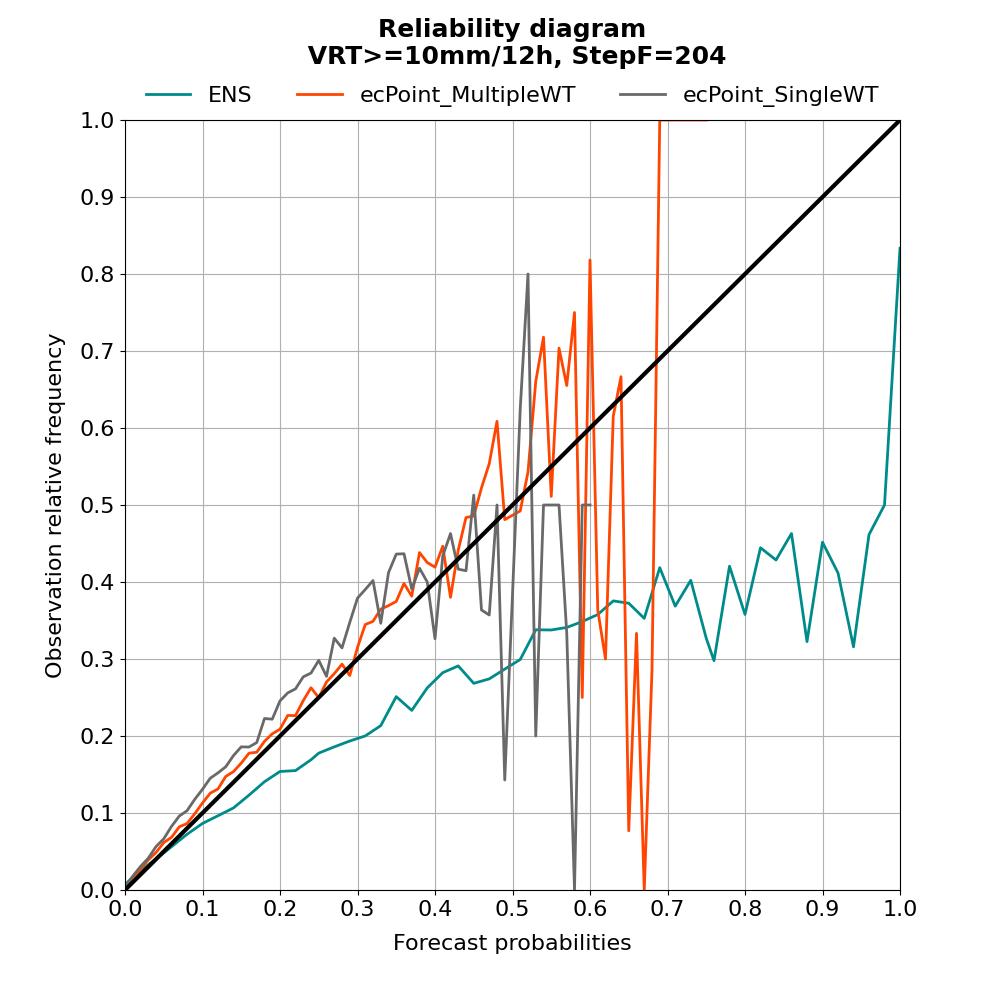 Reliability diagram
VRT>=10mm/12h, StepF=204
ENS ecPoint_MultipleWT ecPoint_SingleWT
1.0
0.9
0.8
0.7
0.6
0.5
0.4
0.3
0.2
0.1
0.0
Observation relative frequency
0.0 0.1 0.2 0.3 0.4 0.5 0.6 0.7 0.8 0.9 1.0
Forecast probabilities